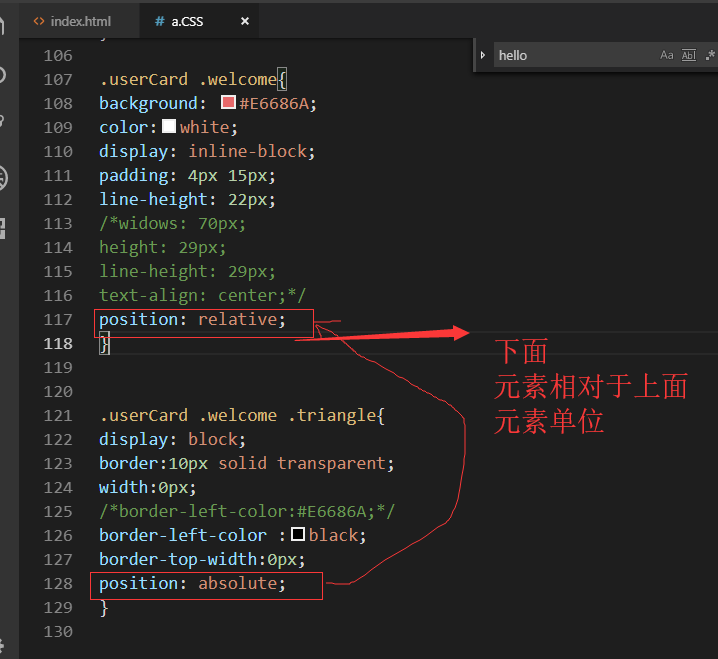 index.html
a.CSS
hello
106
107 .userCard .welcome{
108 background: #E6686A;
109 color: white;
110 display: inline-block;
111 padding: 4px 15px;
112 line-height: 22px;
113 /*widows: 70px;
114 height: 29px;
115 line-height: 29px;
116 text-align: center;*/
117 position: relative;
118 }
119
120
121 .userCard .welcome .triangle{
122 display: block;
123 border:10px solid transparent;
124 width:0px;
125 /*border-left-color:#E6686A;*/
126 border-left-color :black;
127 border-top-width:0px;
128 position: absolute;
129 }
130
下面
元素相对于上面
元素单位